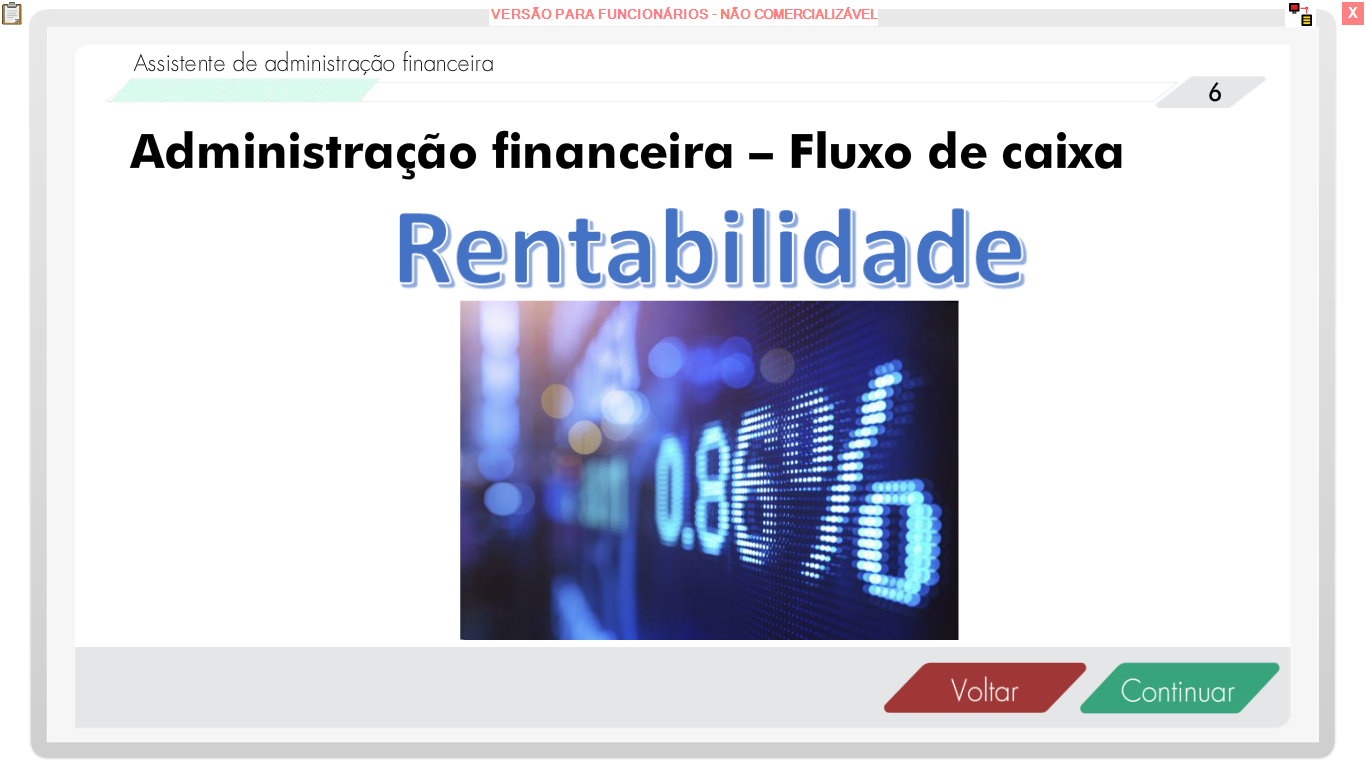 VERSÃO PARA FUNCIONÁRIOS - NÃO COMERCIALIZÁVEL
X
Assistente de administração financeira
6
Administração financeira – Fluxo de caixa
Rentabilidade
0.86%
Voltar
Continuar